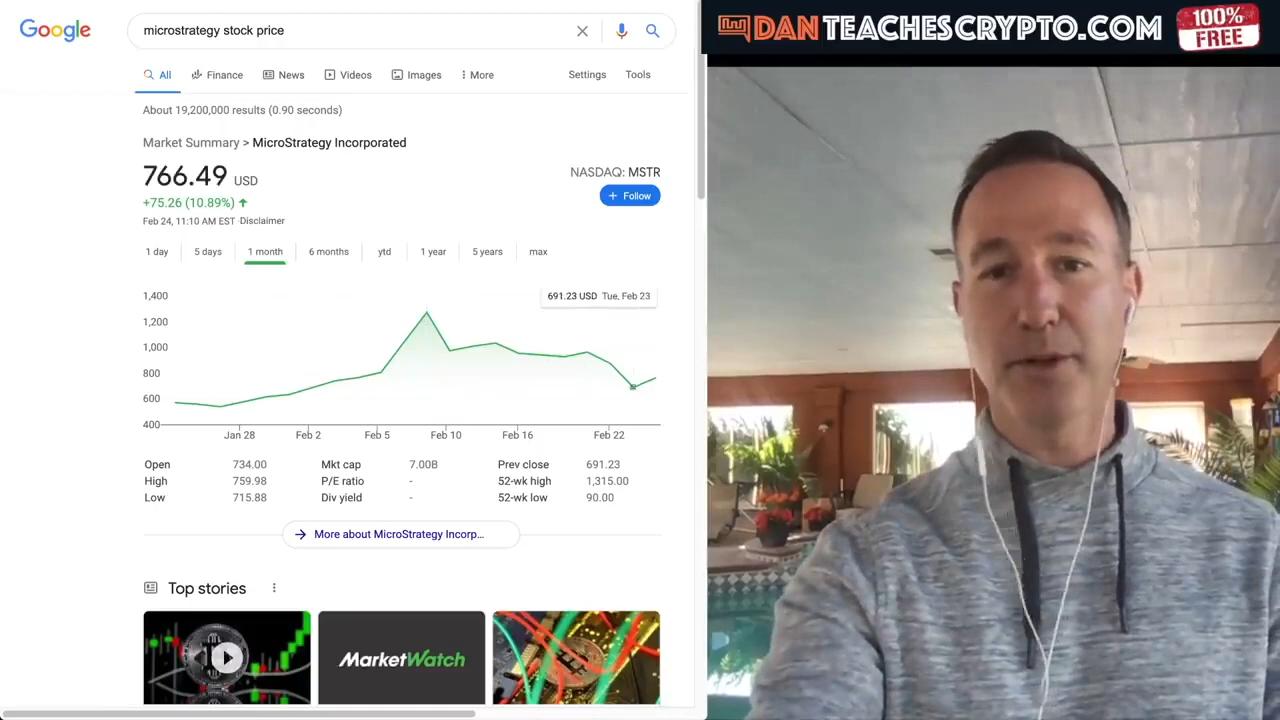 Google
microstrategy stock price
All
Finance
News
Videos
Images
More
Settings
Tools
About 19,200,000 results (0.90 seconds)
Market Summary > MicroStrategy Incorporated
766.49 USD
NASDAQ: MSTR
+75.26 (10.89%)
+ Follow
Feb 24, 11:10 AM EST · Disclaimer
1 day
5 days
1 month
6 months
ytd
1 year
5 years
max
691.23 USD Tue, Feb 23
1,400
1,200
1,000
800
600
400
Jan 28
Feb 2
Feb 5
Feb 10
Feb 16
Feb 22
Open 734.00 Mkt cap 7.00B Prev close 691.23
High 759.98 P/E ratio - 52-wk high 1,315.00
Low 715.88 Div yield - 52-wk low 90.00
More about MicroStrategy Incorp...
Top stories
MarketWatch
DANTEACHESCRYPTO.COM
100%
FREE